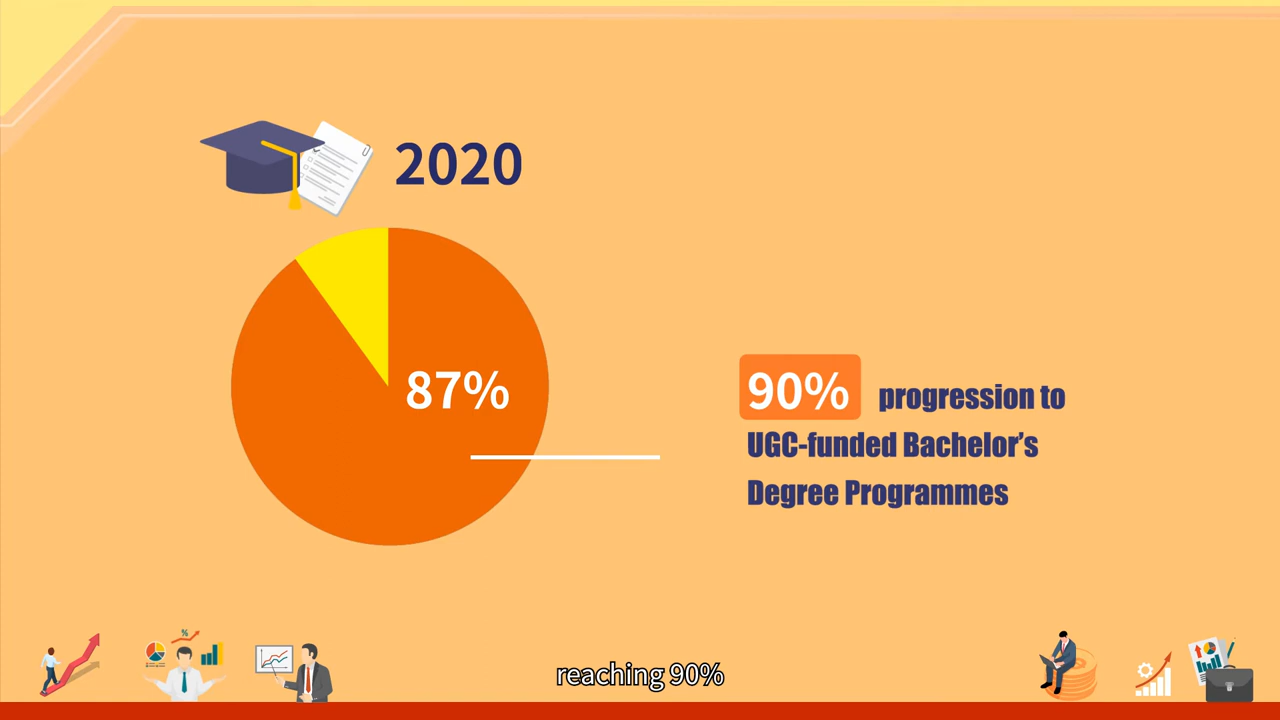 2020
87%
90% progression to
UGC-funded Bachelor's
Degree Programmes
%
reaching 90%